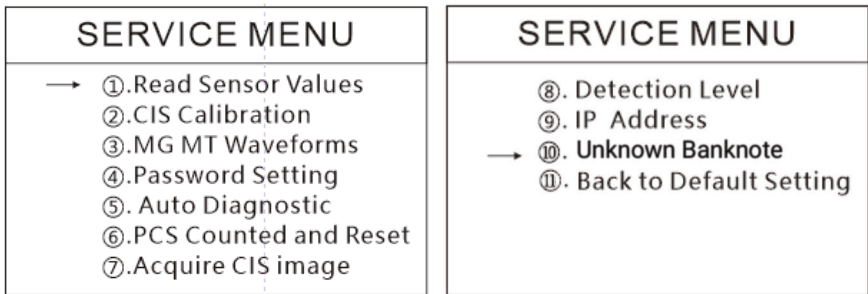 SERVICE MENU
→ ①.Read Sensor Values
②.CIS Calibration
③.MG MT Waveforms
④.Password Setting
⑤. Auto Diagnostic
⑥.PCS Counted and Reset
⑦.Acquire CIS image
SERVICE MENU
⑧. Detection Level
⑨. IP Address
→ ⑩. Unknown Banknote
⑪. Back to Default Setting